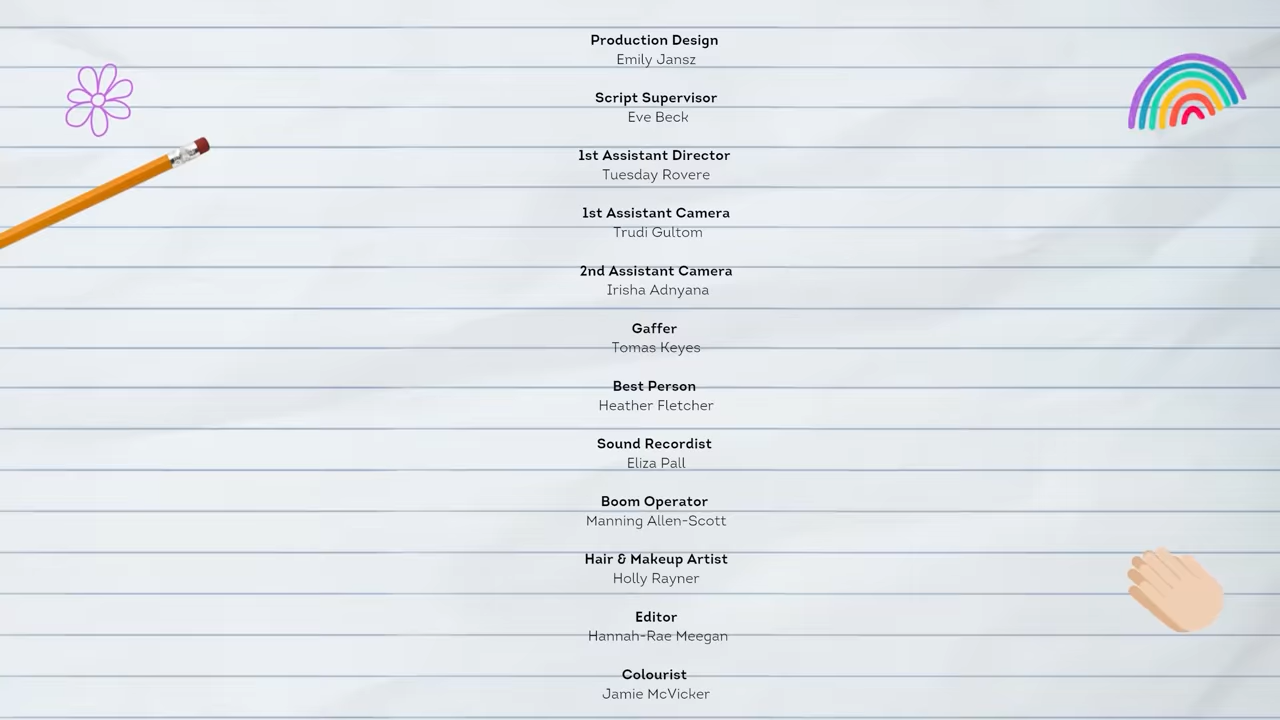 Production Design
Emily Jansz
Script Supervisor
Eve Beck
1st Assistant Director
Tuesday Rovere
1st Assistant Camera
Trudi Gultom
2nd Assistant Camera
Irisha Adnyana
Gaffer
Tomas Keyes
Best Person
Heather Fletcher
Sound Recordist
Eliza Pall
Boom Operator
Manning Allen-Scott
Hair & Makeup Artist
Holly Rayner
Editor
Hannah-Rae Meegan
Colourist
Jamie McVicker